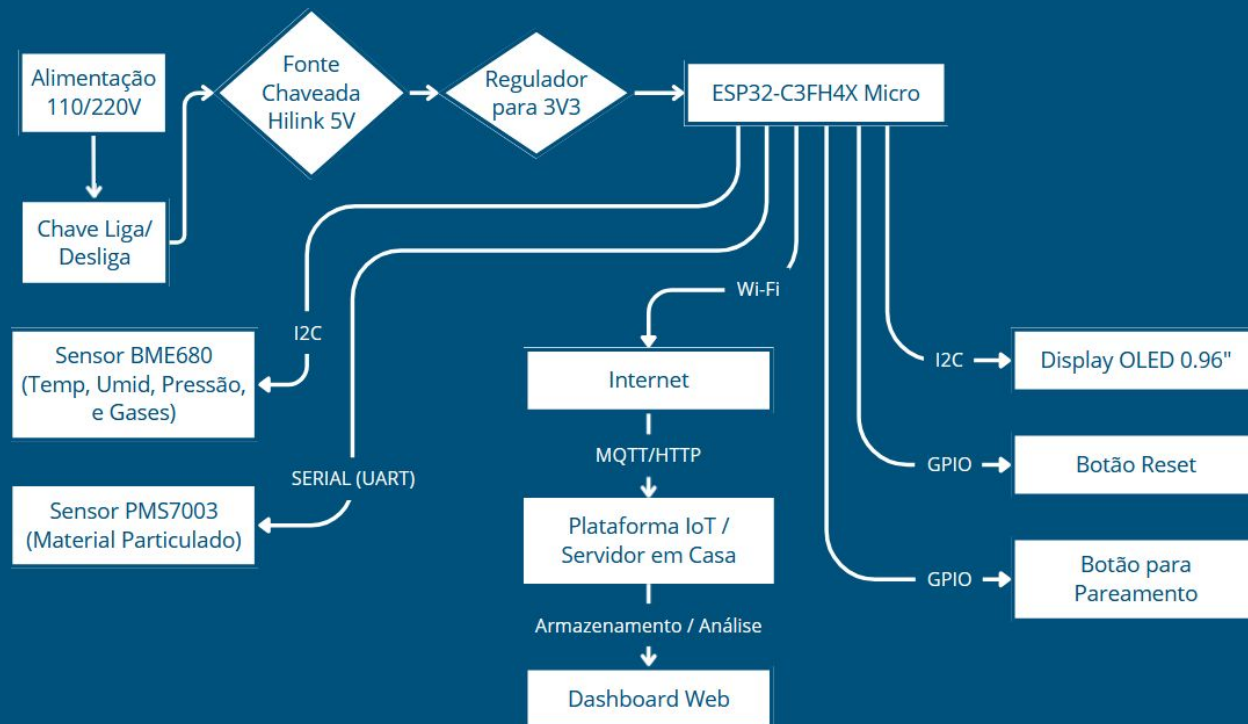 Alimentação
110/220V
Fonte
Chaveada
Hilink 5V
Regulador
para 3V3
ESP32-C3FH4X Micro
Chave Liga/
Desliga
Wi-Fi
I2C
Sensor BME680
(Temp, Umid, Pressão,
e Gases)
Internet
I2C
Display OLED 0.96"
MQTT/HTTP
GPIO
Botão Reset
SERIAL (UART)
Sensor PMS7003
(Material Particulado)
Plataforma IoT /
Servidor em Casa
GPIO
Botão para
Pareamento
Armazenamento / Análise
Dashboard Web